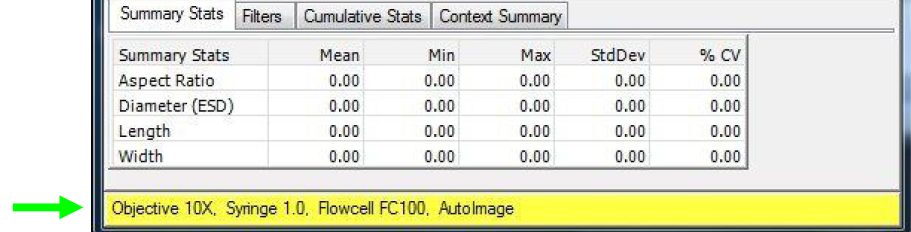 Summary Stats Filters Cumulative Stats Context Summary
Summary Stats Mean Min Max StdDev % CV
Aspect Ratio 0.00 0.00 0.00 0.00 0.00
Diameter (ESD) 0.00 0.00 0.00 0.00 0.00
Length 0.00 0.00 0.00 0.00 0.00
Width 0.00 0.00 0.00 0.00 0.00
Objective 10X, Syringe 1.0, Flowcell FC100, AutoImage